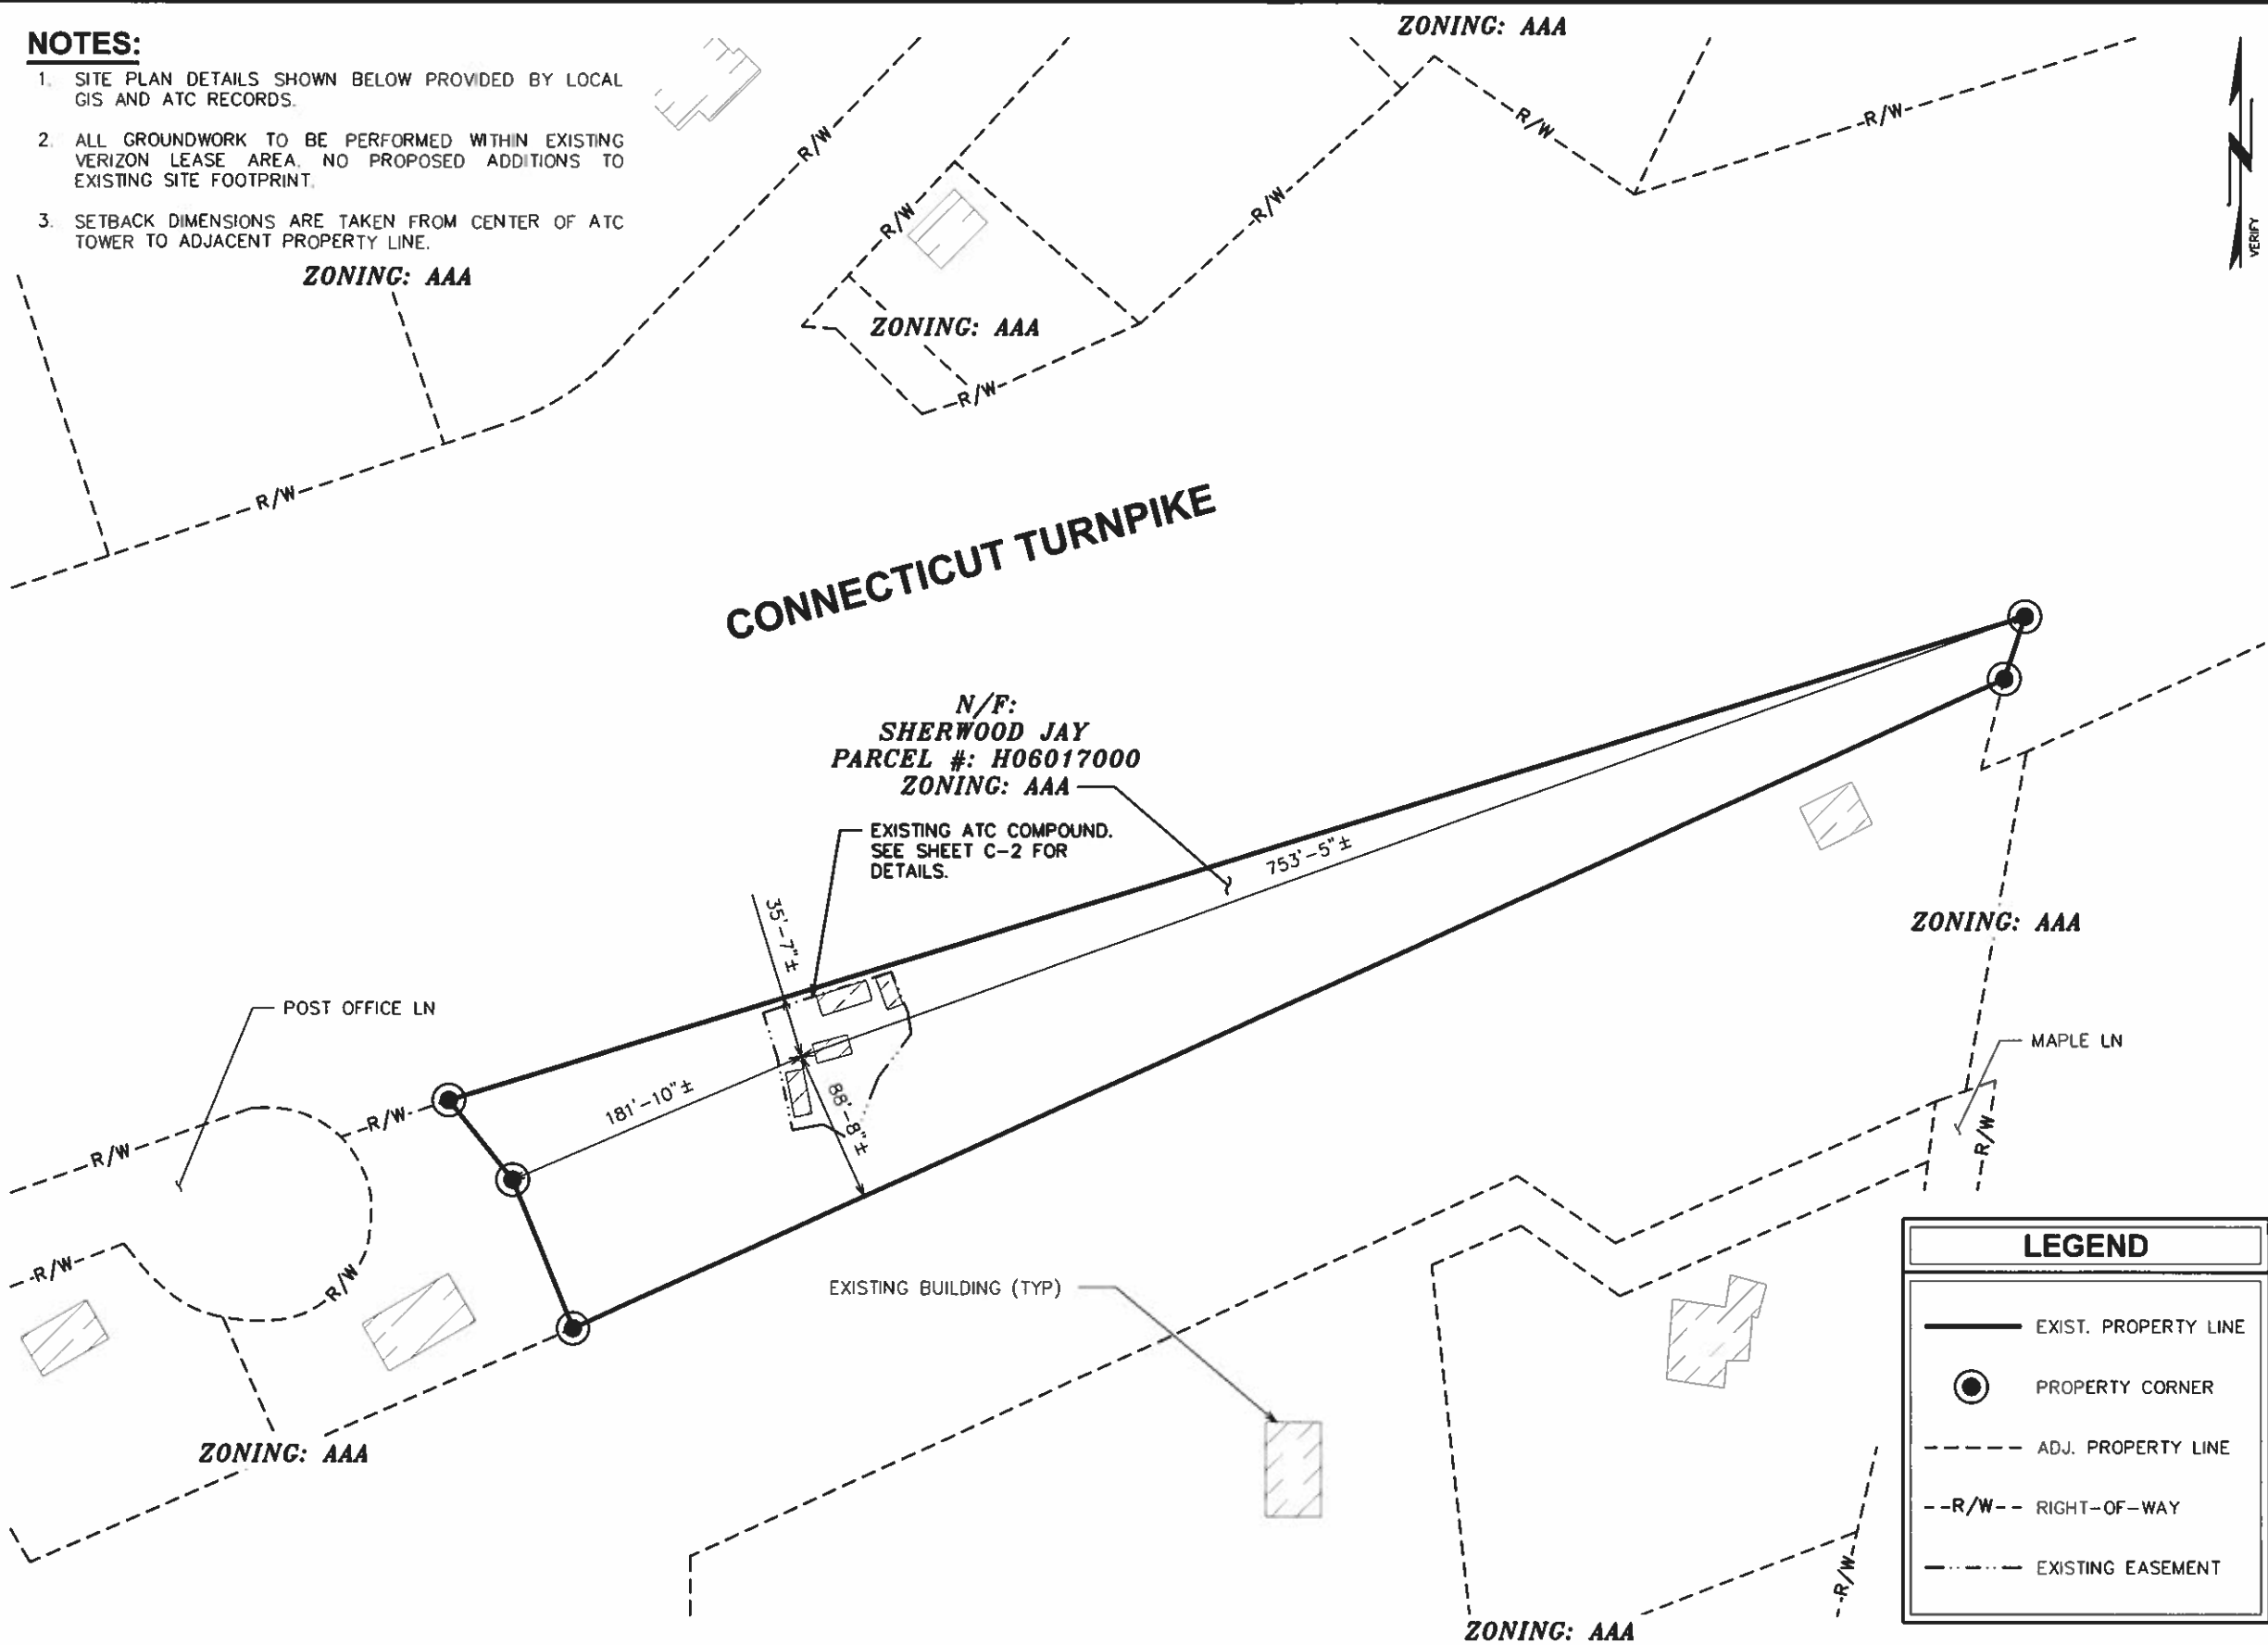 NOTES:
1. SITE PLAN DETAILS SHOWN BELOW PROVIDED BY LOCAL
GIS AND ATC RECORDS.
2. ALL GROUNDWORK TO BE PERFORMED WITHIN EXISTING
VERIZON LEASE AREA. NO PROPOSED ADDITIONS TO
EXISTING SITE FOOTPRINT.
3. SETBACK DIMENSIONS ARE TAKEN FROM CENTER OF ATC
TOWER TO ADJACENT PROPERTY LINE.
ZONING: AAA
ZONING: AAA
ZONING: AAA
R/W
R/W
R/W
R/W
R/W
R/W
R/W
VERIFY
CONNECTICUT TURNPIKE
N/F:
SHERWOOD JAY
PARCEL #: H06017000
ZONING: AAA
EXISTING ATC COMPOUND.
SEE SHEET C-2 FOR
DETAILS.
753'-5"±
35'-7"±
181'-10"±
88'-8"±
ZONING: AAA
POST OFFICE LN
MAPLE LN
R/W
R/W
R/W
R/W
R/W
EXISTING BUILDING (TYP)
ZONING: AAA
R/W
ZONING: AAA
LEGEND
EXIST. PROPERTY LINE
PROPERTY CORNER
ADJ. PROPERTY LINE
--R/W-- RIGHT-OF-WAY
EXISTING EASEMENT